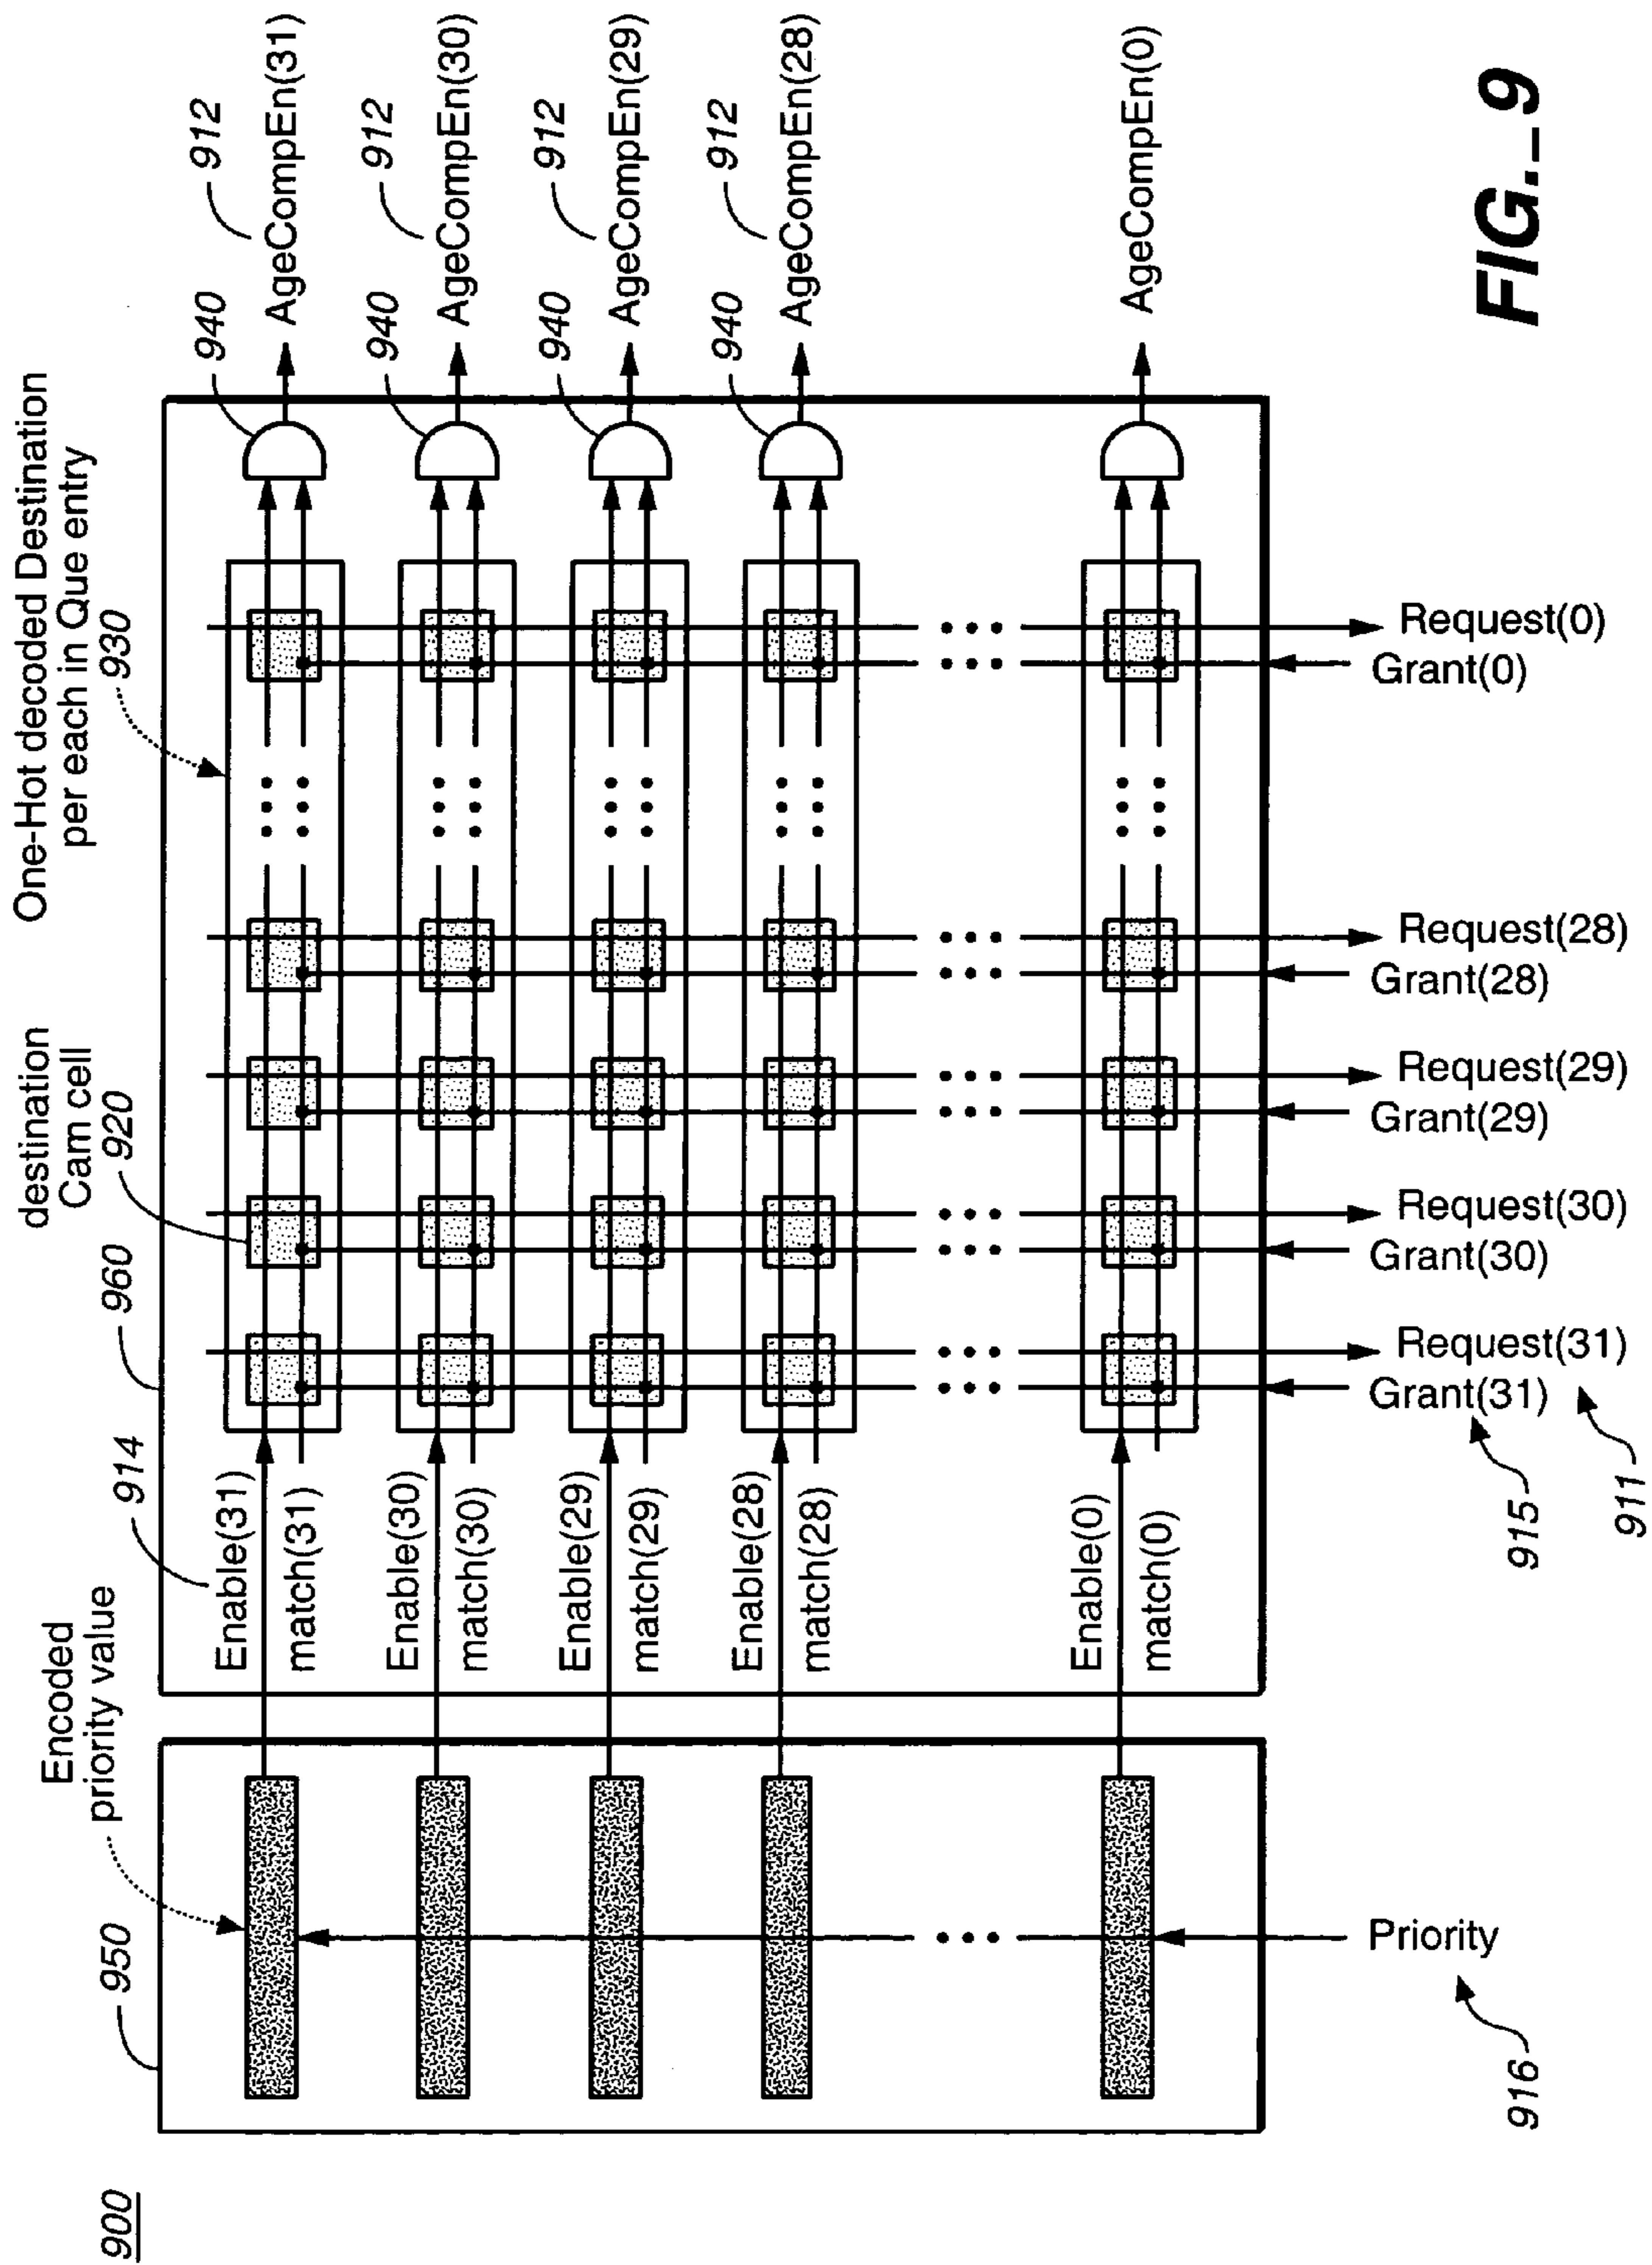 900
950
Encoded
priority value
914
960
destination
Cam cell
920
One-Hot decoded Destination
per each in Que entry
930
940
912
Enable(31)
match(31)
AgeCompEn(31)
940
912
Enable(30)
match(30)
AgeCompEn(30)
940
912
Enable(29)
match(29)
AgeCompEn(29)
940
912
Enable(28)
match(28)
AgeCompEn(28)
Enable(0)
match(0)
AgeCompEn(0)
Priority
916
Request(31)
Grant(31)
915
911
Request(30)
Grant(30)
Request(29)
Grant(29)
Request(28)
Grant(28)
Request(0)
Grant(0)
FIG._9